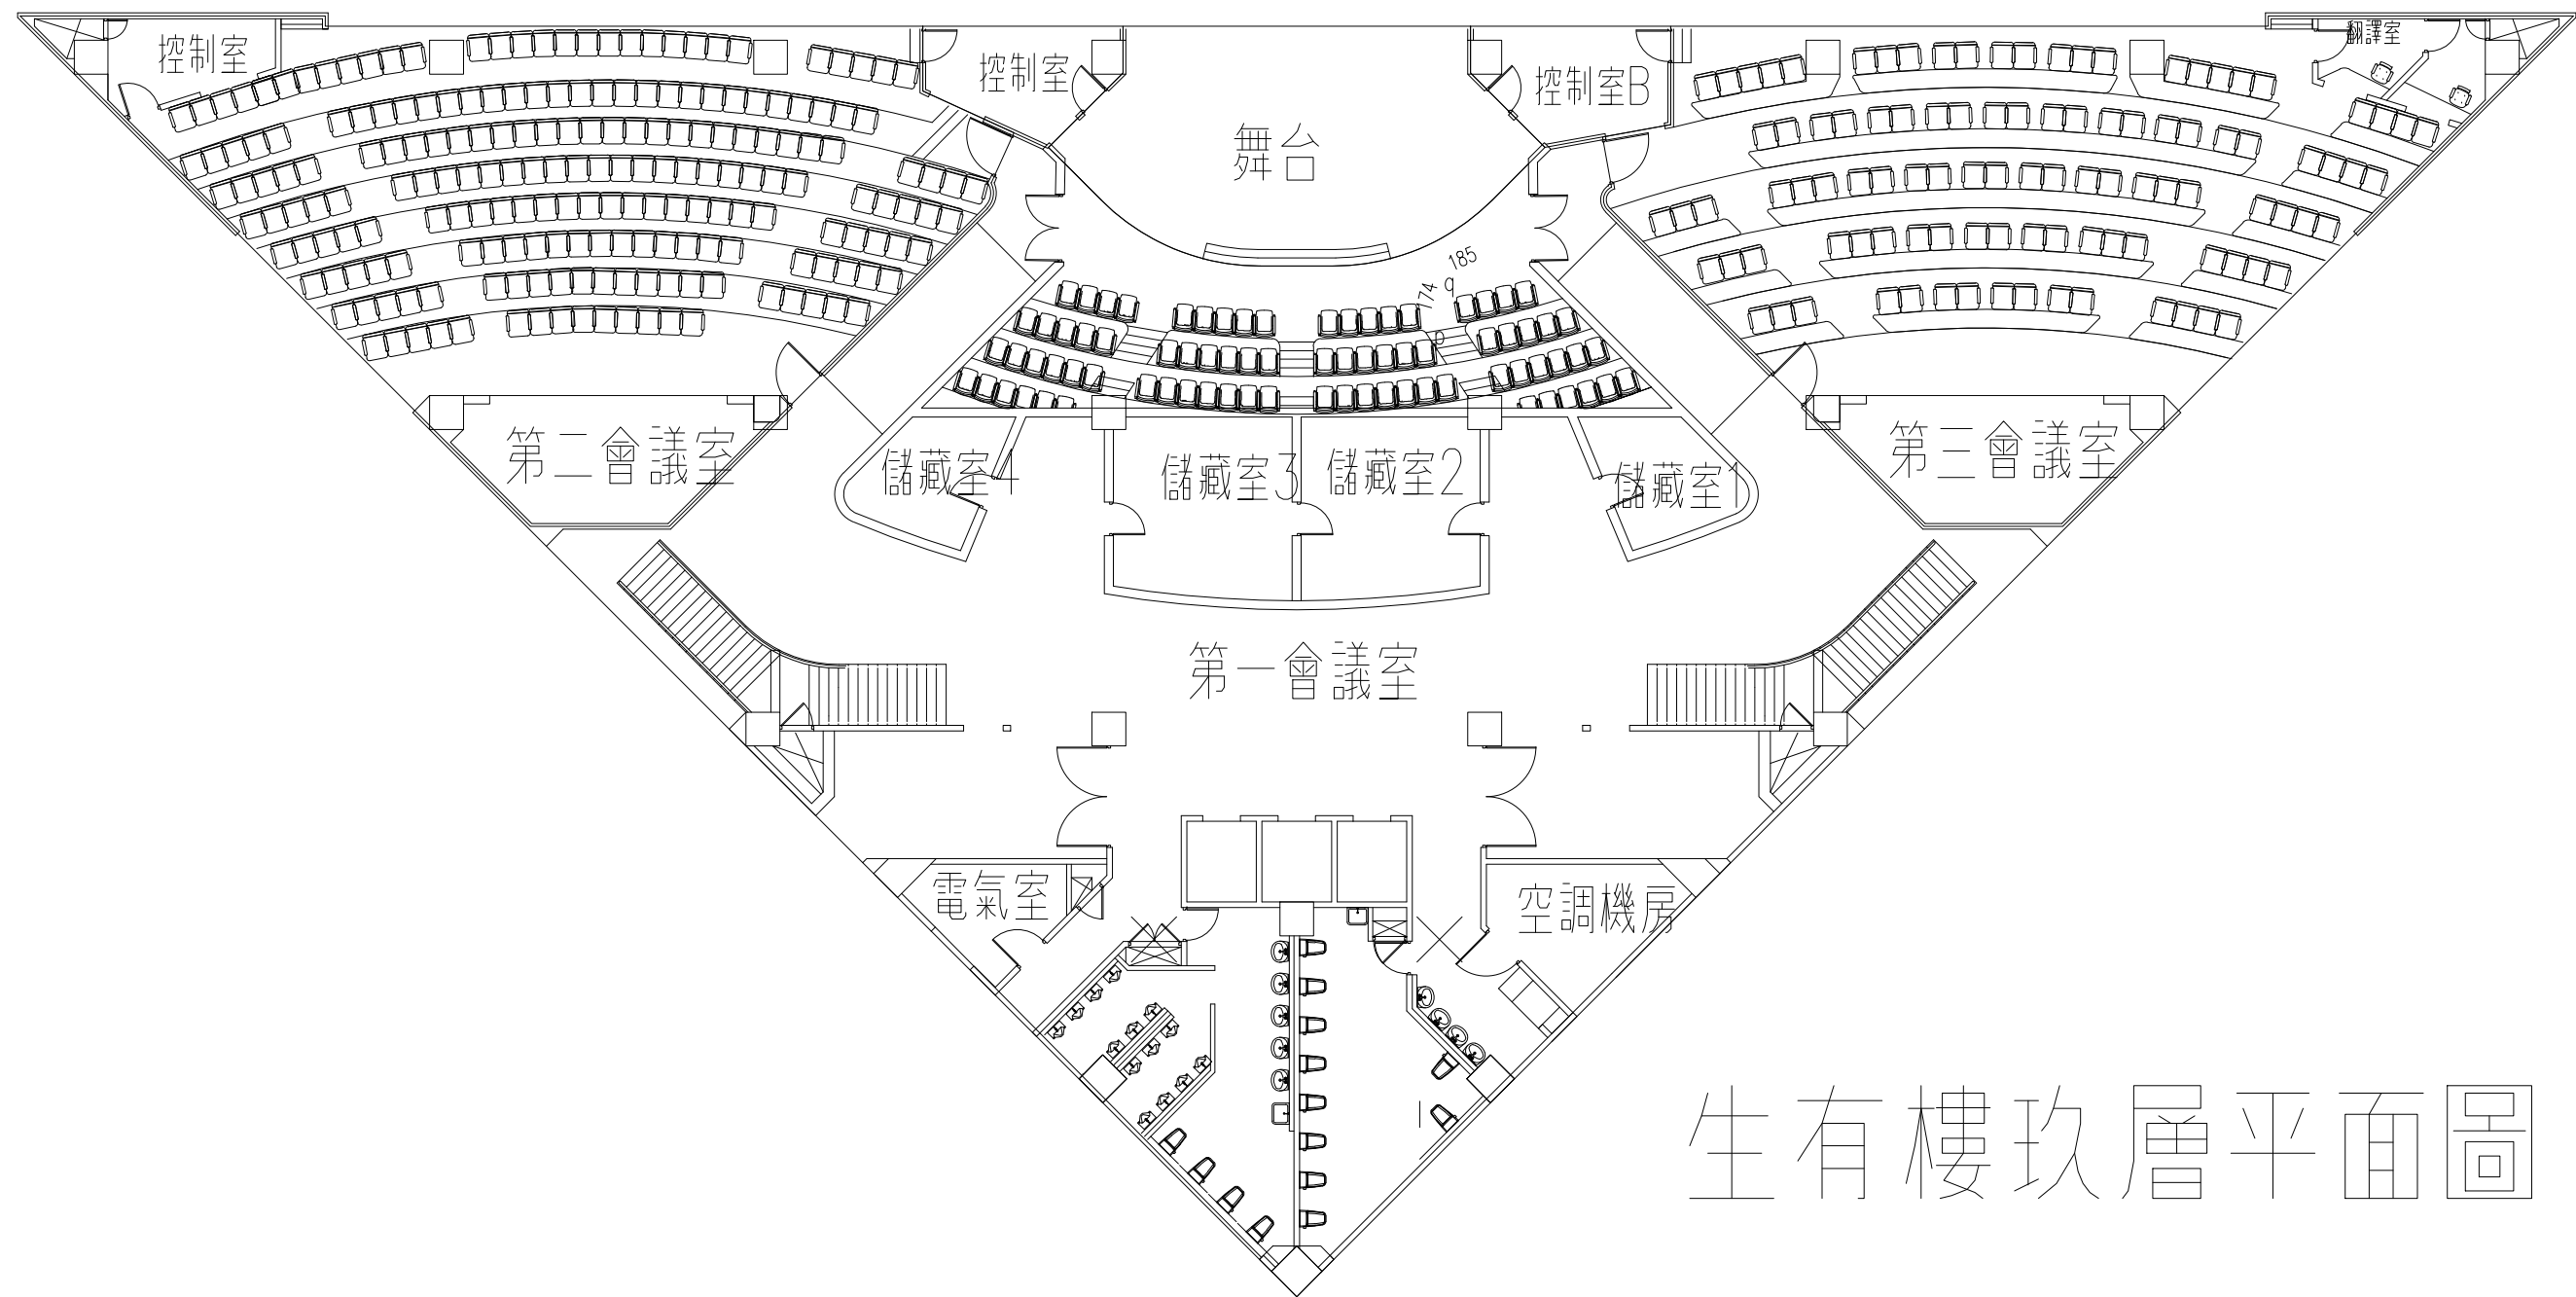 控制室
控制室
控制室B
翻譯室
舞台
185
9
174
8
第二會議室
儲藏室4
儲藏室3
儲藏室2
儲藏室1
第三會議室
第一會議室
電氣室
空調機房
生有樓玖層平面圖